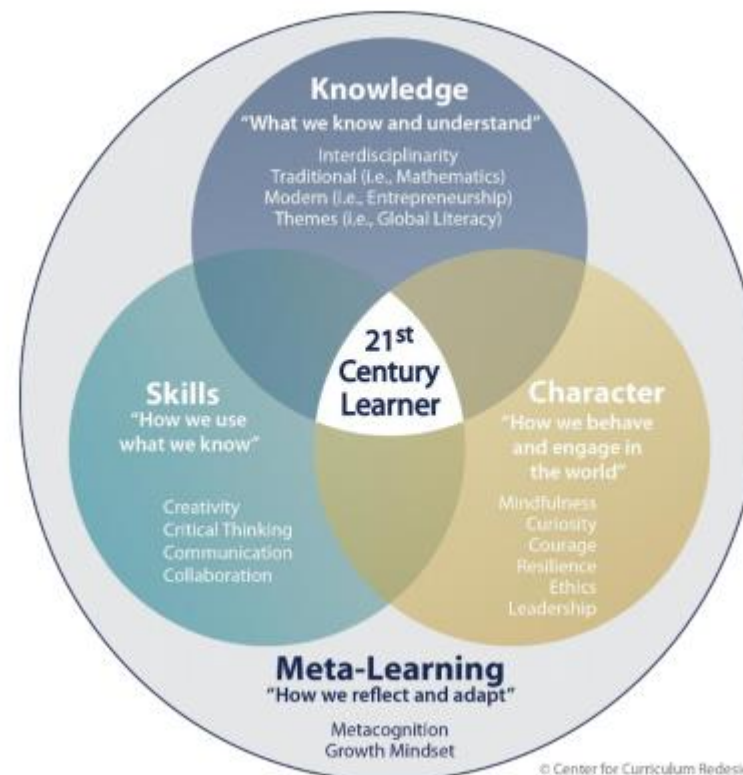 Knowledge
"What we know and understand"
Interdisciplinarity
Traditional (i.e., Mathematics)
Modern (i.e., Entrepreneurship)
Themes (i.e., Global Literacy)
21st
Century
Learner
Skills
"How we use
what we know"
Creativity
Critical Thinking
Communication
Collaboration
Character
"How we behave
and engage in
the world"
Mindfulness
Curiosity
Courage
Resilience
Ethics
Leadership
Meta-Learning
"How we reflect and adapt"
Metacognition
Growth Mindset
© Center for Curriculum